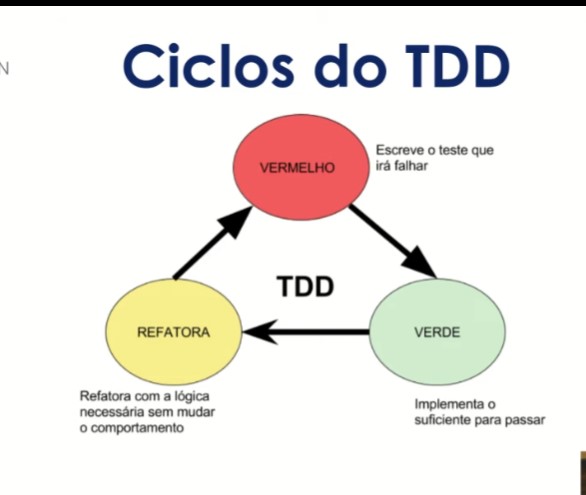 N
Ciclos do TDD
VERMELHO
Escreve o teste que
irá falhar
TDD
REFATORA
VERDE
Refatora com a lógica
necessária sem mudar
o comportamento
Implementa o
suficiente para passar